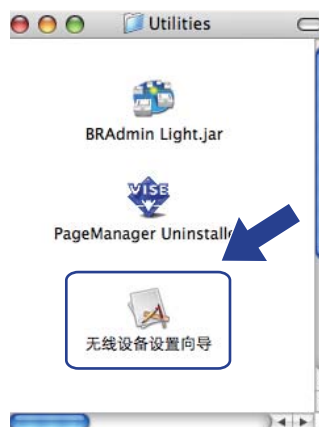 Utilities
BRAdmin Light.jar
VISE
PageManager Uninstalle
无线设备设置向导